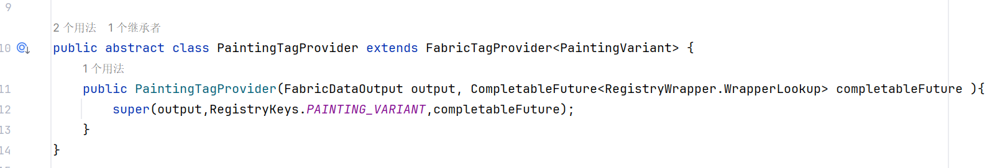 9
2 个用法 1 个继承者
10 public abstract class PaintingTagProvider extends FabricTagProvider<PaintingVariant> {
1 个用法
11 public PaintingTagProvider(FabricDataOutput output, CompletableFuture<RegistryWrapper.WrapperLookup> completableFuture ){
12 super(output,RegistryKeys.PAINTING_VARIANT,completableFuture);
13 }
14 }